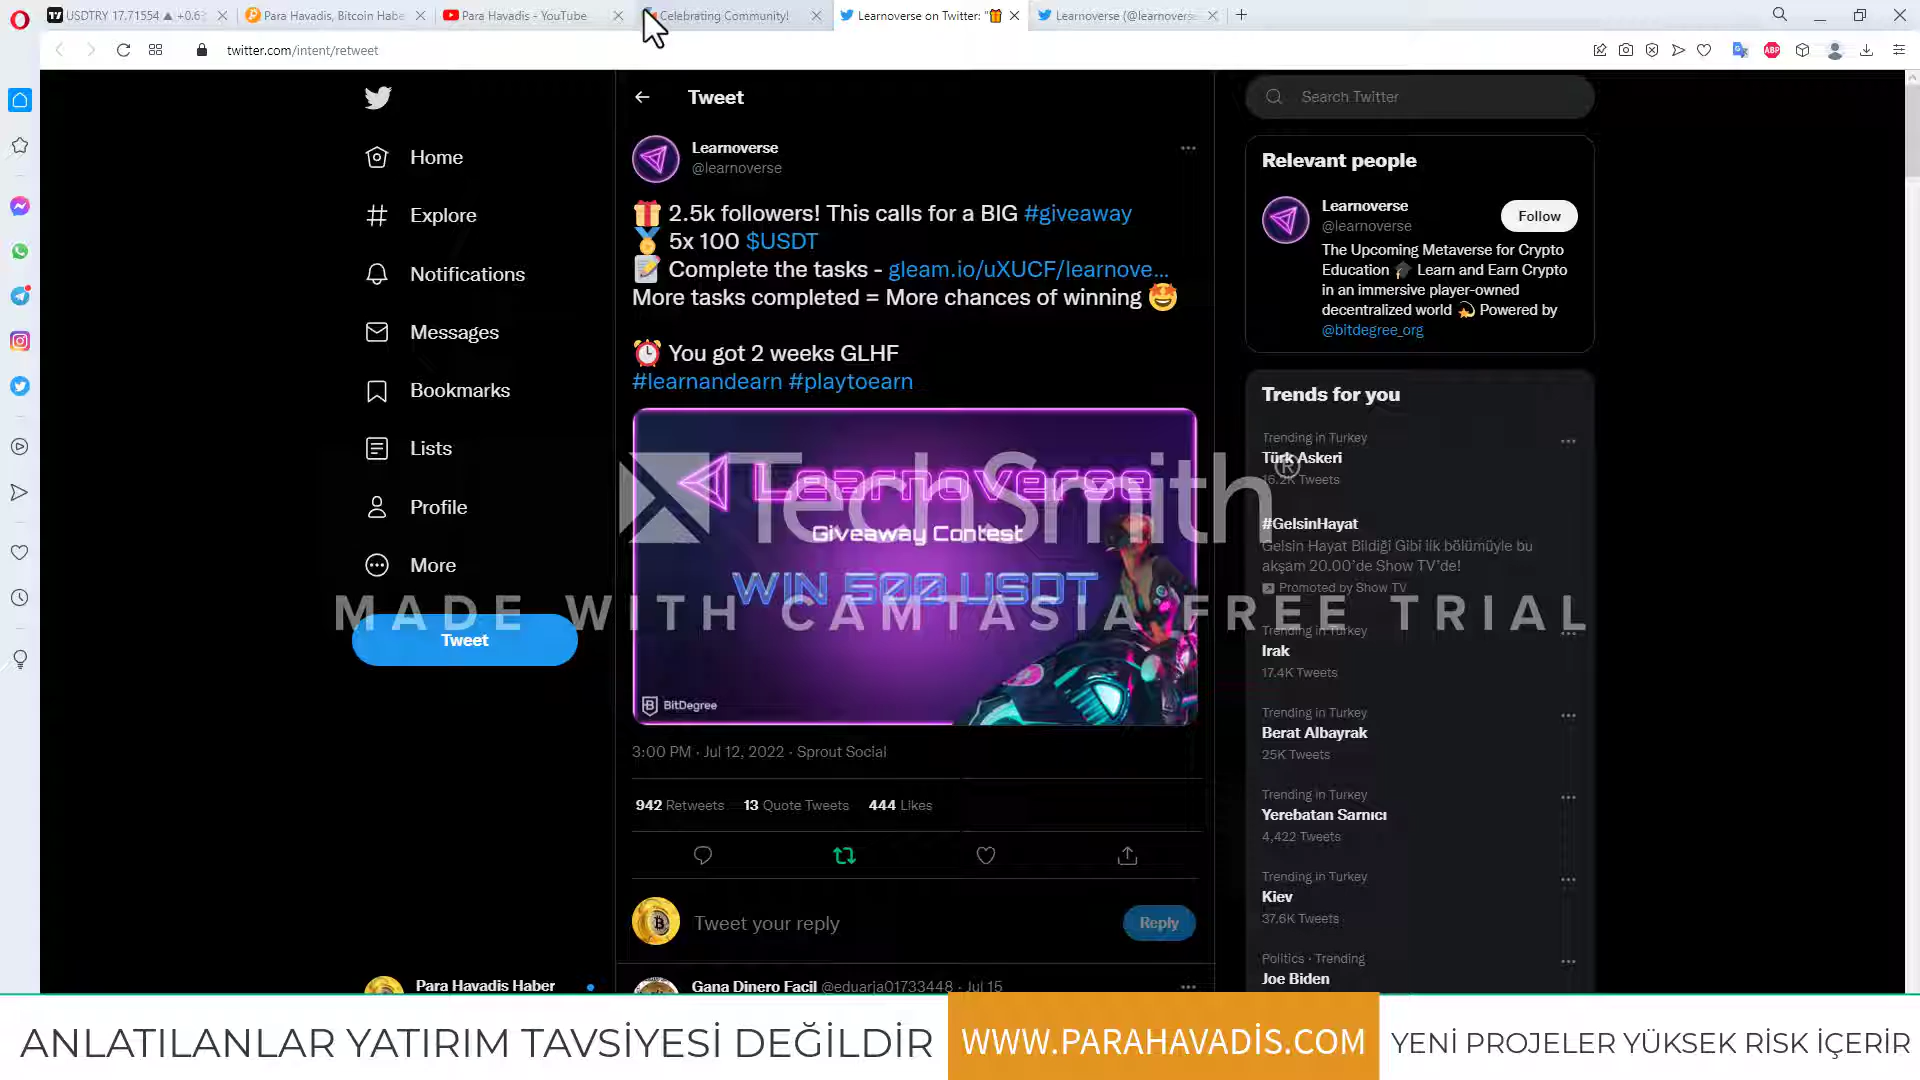 USDTRY 17.71554 ▲ +0.6
Para Havadis, Bitcoin Habe
Para Havadis - YouTube
Celebrating Community!
Learnoverse on Twitter: "🎁
Learnoverse (@learnovers
twitter.com/intent/retweet
ABP
Home
Explore
Notifications
Messages
Bookmarks
Lists
Profile
More
Tweet
Para Havadis Haber
Tweet
Learnoverse
@learnoverse
🎁 2.5k followers! This calls for a BIG #giveaway
🏅 5x 100 $USDT
📝 Complete the tasks - gleam.io/uXUCF/learnove...
More tasks completed = More chances of winning 🤩
⏰ You got 2 weeks GLHF
#learnandearn #playtoearn
Learnoverse
Giveaway Contest
WIN 500 USDT
BitDegree
TechSmith®
MADE WITH CAMTASIA FREE TRIAL
3:00 PM · Jul 12, 2022 · Sprout Social
942 Retweets 13 Quote Tweets 444 Likes
Tweet your reply
Reply
Gana Dinero Facil @eduarja01733448 · Jul 15
Search Twitter
Relevant people
Learnoverse
@learnoverse
Follow
The Upcoming Metaverse for Crypto
Education 🎓 Learn and Earn Crypto
in an immersive player-owned
decentralized world 💫 Powered by
@bitdegree_org
Trends for you
Trending in Turkey
Türk Askeri
16.2K Tweets
#GelsinHayat
Gelsin Hayat Bildiği Gibi ilk bölümüyle bu
akşam 20.00'de Show TV'de!
Promoted by Show TV
Trending in Turkey
Irak
17.4K Tweets
Trending in Turkey
Berat Albayrak
25K Tweets
Trending in Turkey
Yerebatan Sarnıcı
4,422 Tweets
Trending in Turkey
Kiev
37.6K Tweets
Politics · Trending
Joe Biden
ANLATILANLAR YATIRIM TAVSİYESİ DEĞİLDİR
WWW.PARAHAVADİS.COM
YENİ PROJELER YÜKSEK RİSK İÇERİR